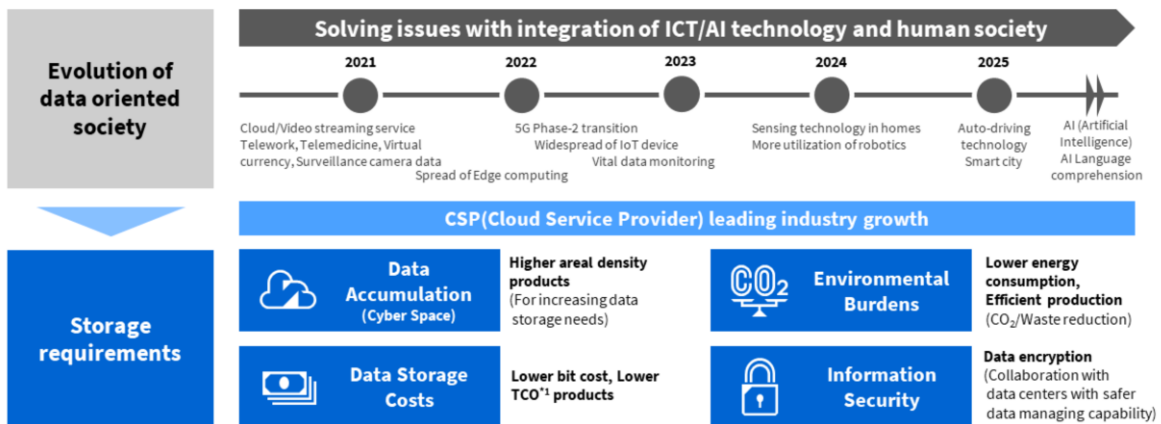 Solving issues with integration of ICT/AI technology and human society
Evolution of
data oriented
society
2021
2022
2023
2024
2025
Cloud/Video streaming service
Telework, Telemedicine, Virtual
currency, Surveillance camera data
Spread of Edge computing
5G Phase-2 transition
Widespread of IoT device
Vital data monitoring
Sensing technology in homes
More utilization of robotics
Auto-driving
technology
Smart city
AI (Artificial
Intelligence)
AI Language
comprehension
CSP(Cloud Service Provider) leading industry growth
Storage
requirements
Data
Accumulation
(Cyber Space)
Higher areal density
products
(For increasing data
storage needs)
CO2
Environmental
Burdens
Lower energy
consumption,
Efficient production
(CO₂/Waste reduction)
Data Storage
Costs
Lower bit cost, Lower
TCO*1 products
Information
Security
Data encryption
(Collaboration with
data centers with safer
data managing capability)